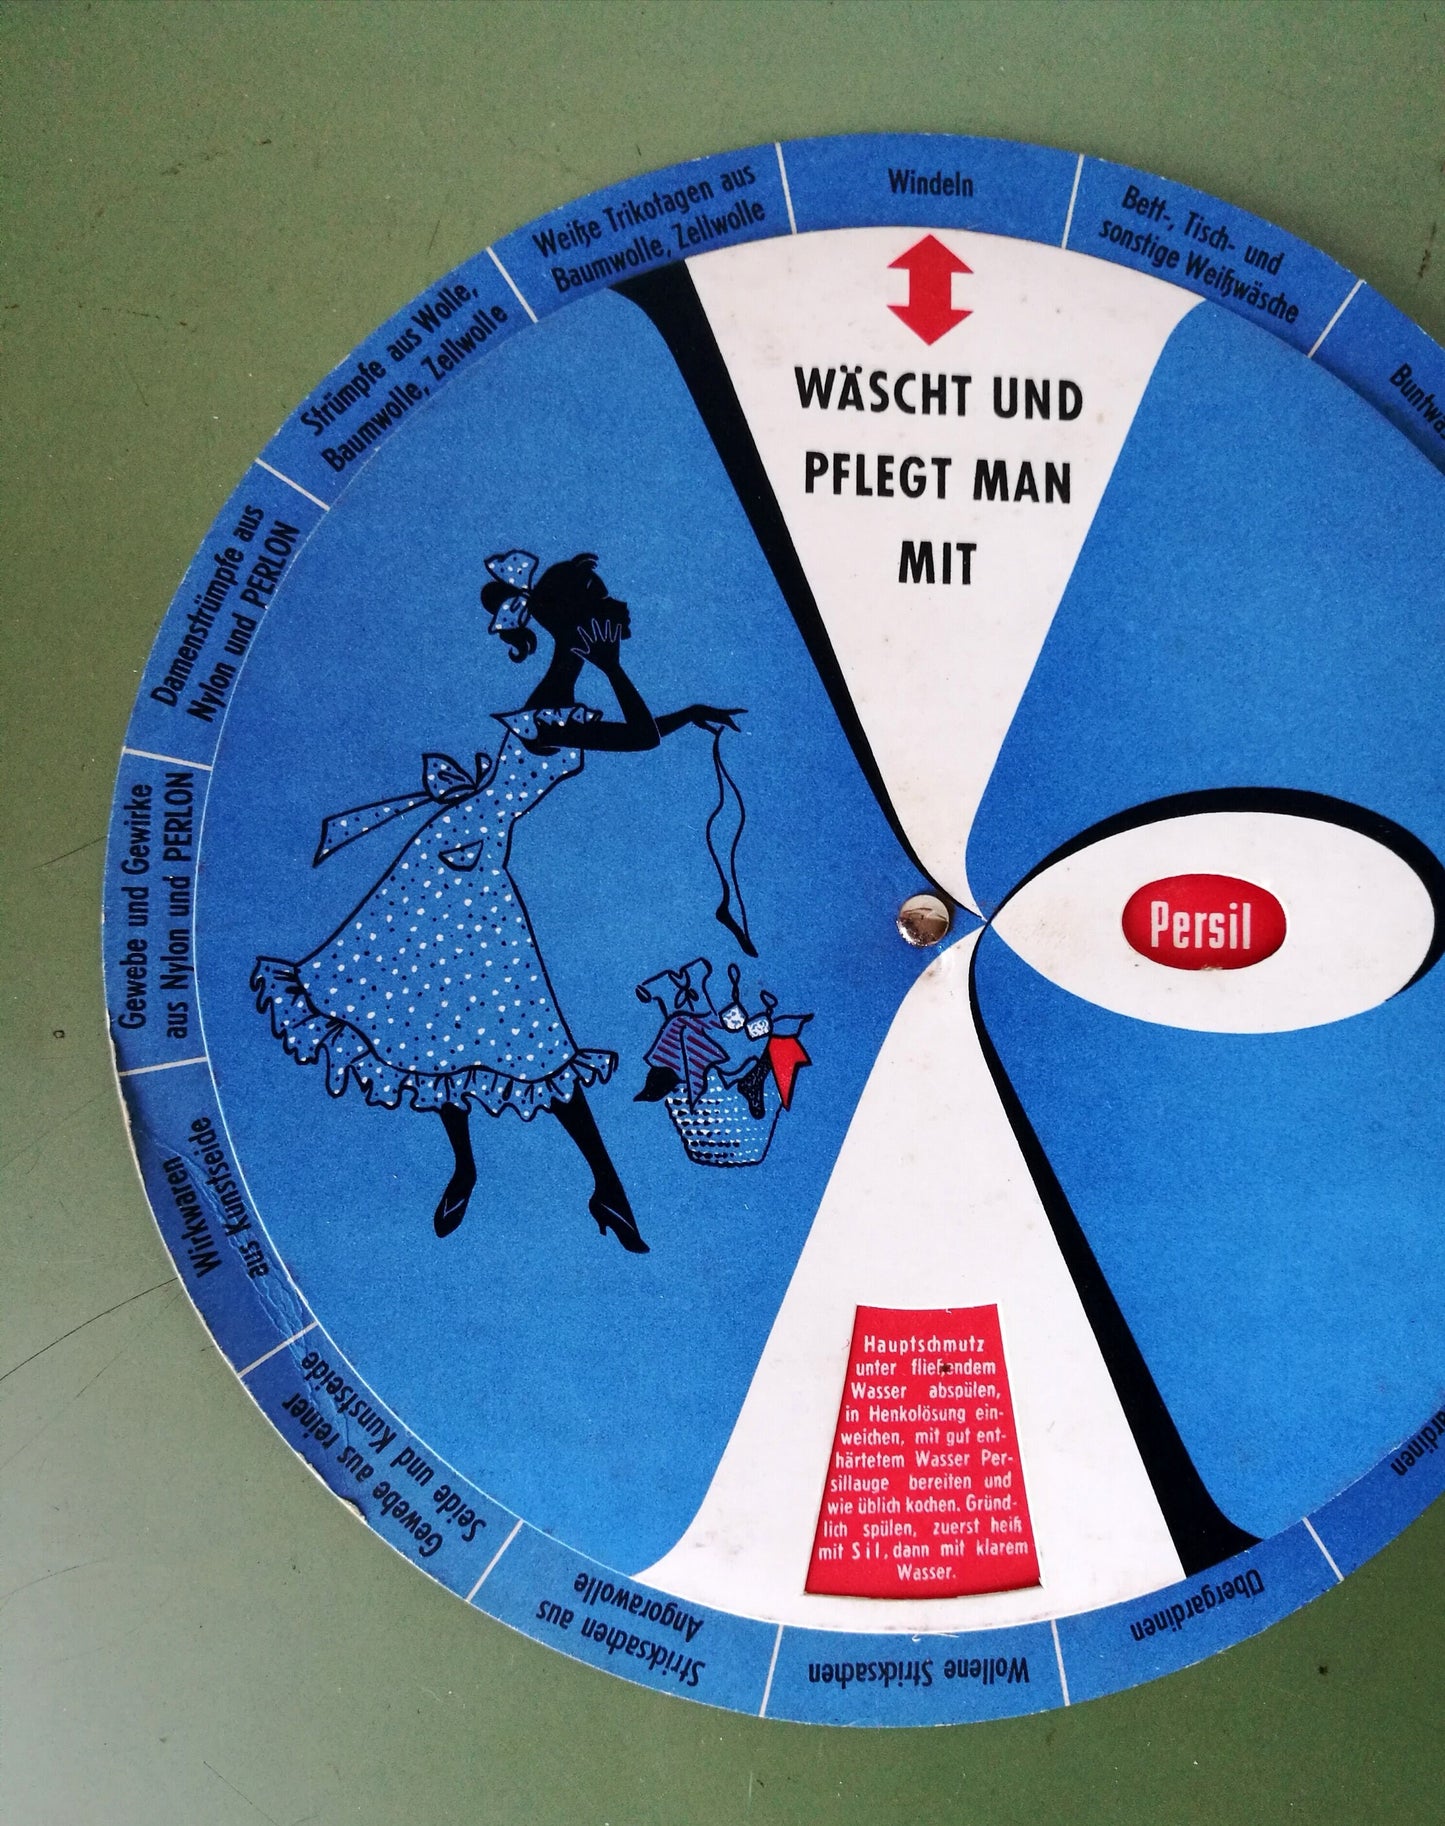 Windeln
Bett-, Tisch- und
sonstige Weißwäsche
Weiße Trikotagen aus
Baumwolle, Zellwolle
Strümpfe aus Wolle,
Baumwolle, Zellwolle
Damenstrümpfe aus
Nylon und PERLON
Gewebe und Gewirke
aus Nylon und PERLON
Wirkwaren
aus Kunstseide
Gewebe aus reiner
Seide und Kunstseide
Stricksachen aus
Angorawolle
Wollene Stricksachen
Übergardinen
WÄSCHT UND
PFLEGT MAN
MIT
Persil
Hauptschmutz
unter fließendem
Wasser abspülen,
in Henkolösung ein-
weichen, mit gut ent-
härtetem Wasser Per-
sillauge bereiten und
wie üblich kochen. Gründ-
lich spülen, zuerst heiß
mit Sil, dann mit klarem
Wasser.